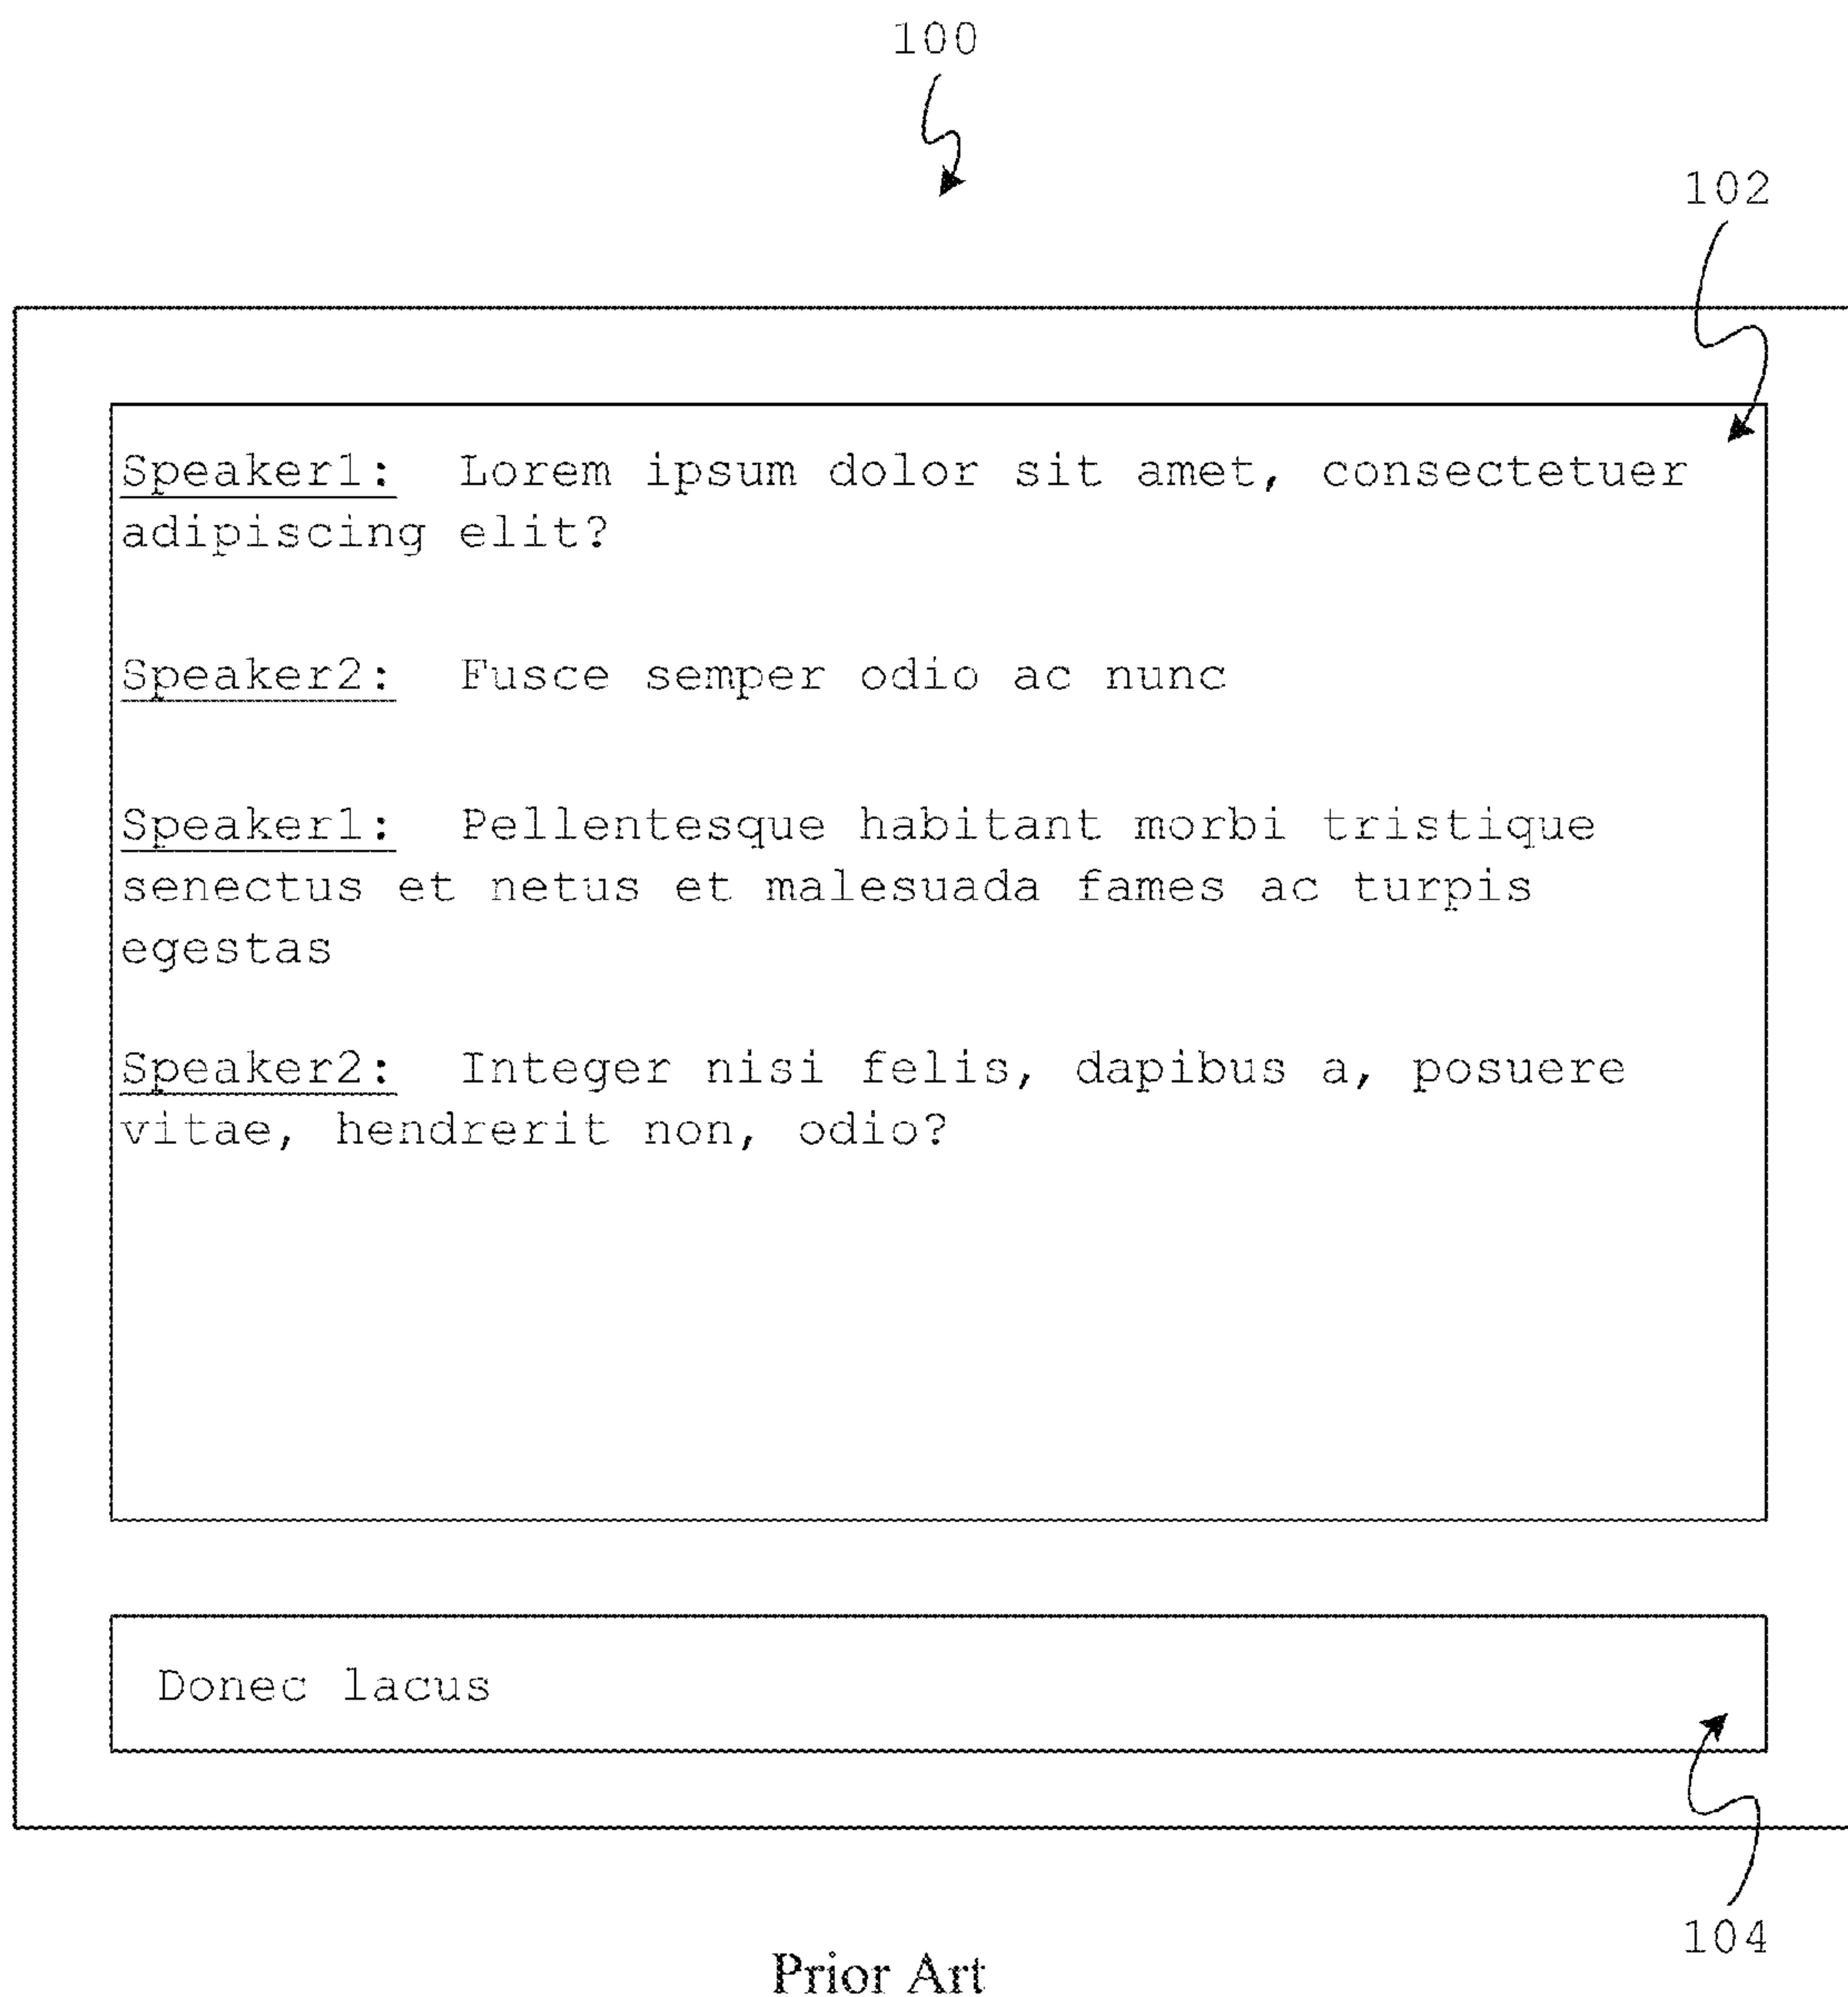 100
102
Speaker1: Lorem ipsum dolor sit amet, consectetuer
adipiscing elit?
Speaker2: Fusce semper odio ac nunc
Speaker1: Pellentesque habitant morbi tristique
senectus et netus et malesuada fames ac turpis
egestas
Speaker2: Integer nisi felis, dapibus a, posuere
vitae, hendrerit non, odio?
Donec lacus
104
Prior Art